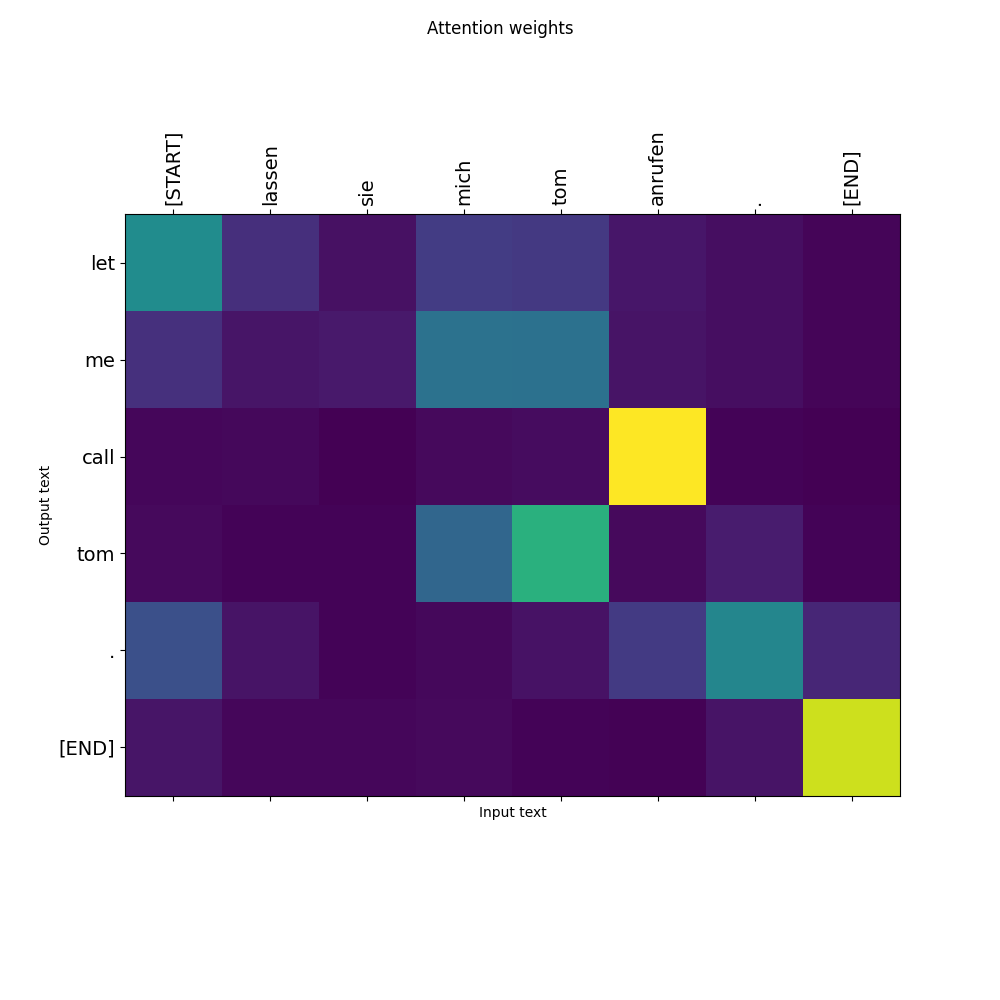 Attention weights
[START]
lassen
sie
mich
tom
anrufen
.
[END]
let
me
call
tom
.
[END]
Output text
Input text